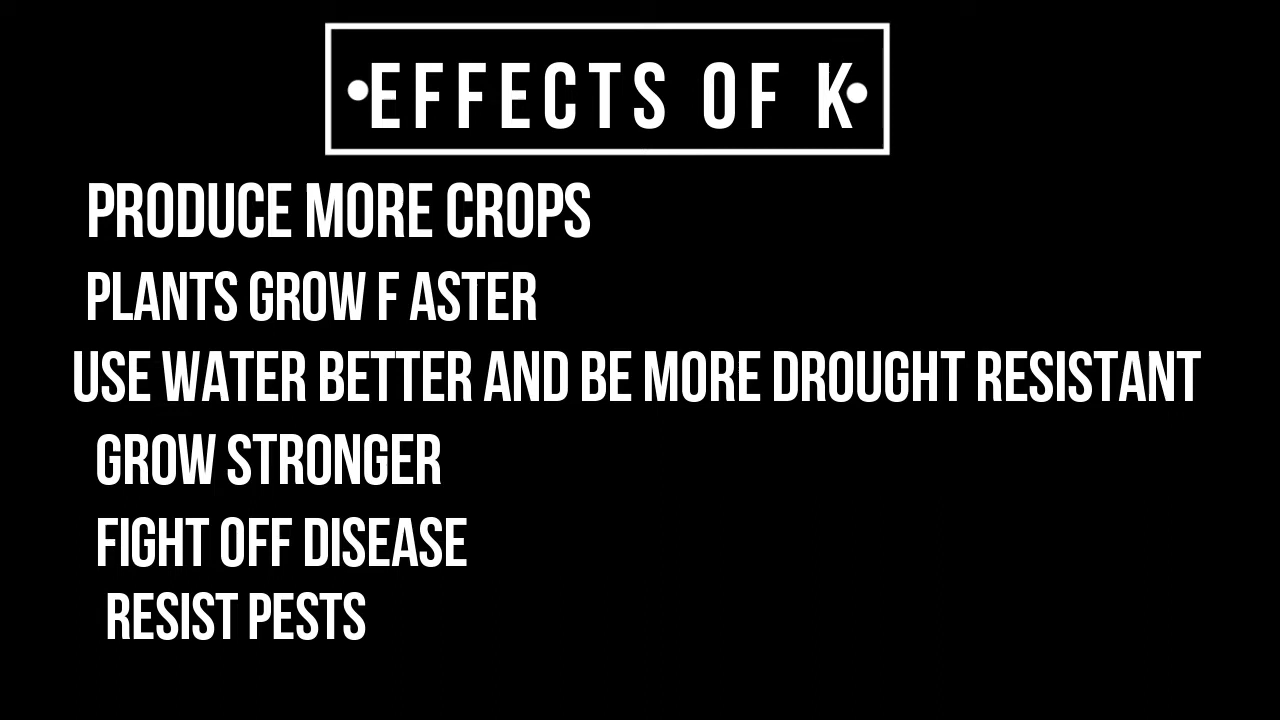 EFFECTS OF K
PRODUCE MORE CROPS
PLANTS GROW F ASTER
USE WATER BETTER AND BE MORE DROUGHT RESISTANT
GROW STRONGER
FIGHT OFF DISEASE
RESIST PESTS